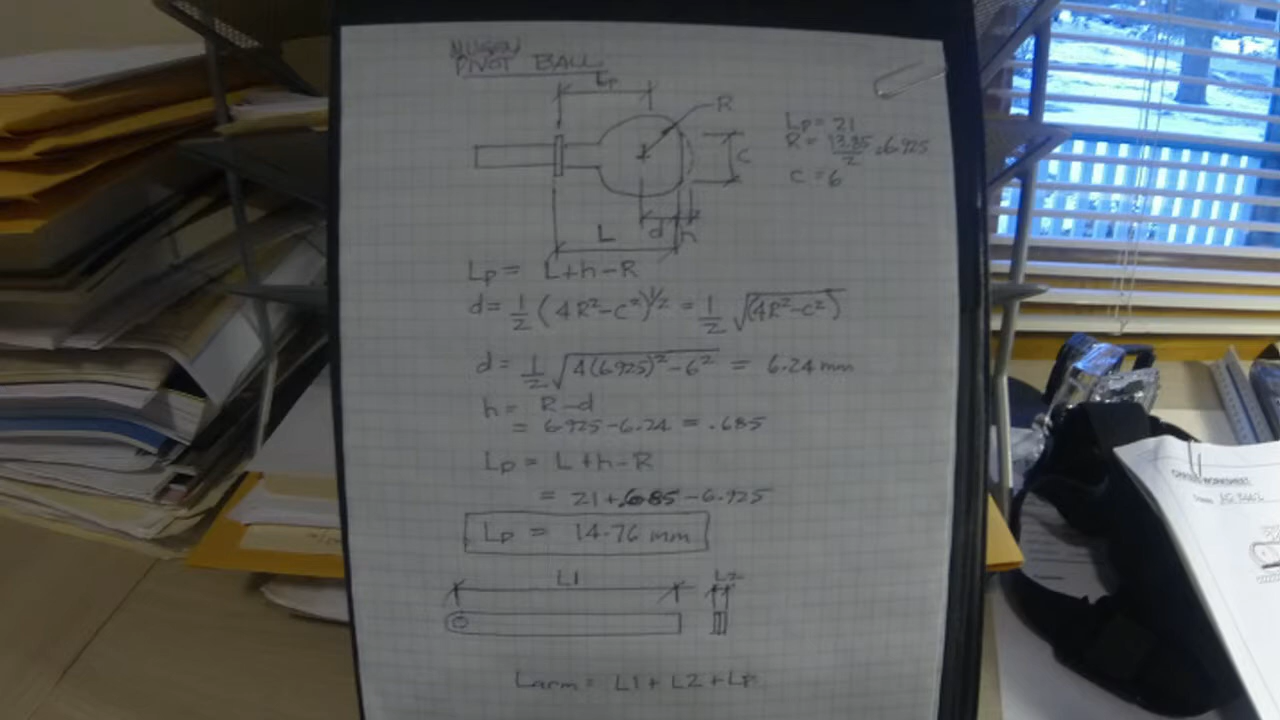 NUGEN
PIVOT BALL
Lp
R
Lp = 21
R = 13.85/2 = 6.925
C
C = 6
d h
L
Lp = L+h-R
d = 1/2 (4R²-c²)^1/2 = 1/2 √(4R²-c²)
d = 1/2 √4(6.925)²-6² = 6.24 mm
h = R-d
= 6.925-6.24 = .685
Lp = L+h-R
= 21+.685-6.925
Lp = 14.76 mm
L1 L2
Larm = L1 + L2 + Lp
WORKSHEET